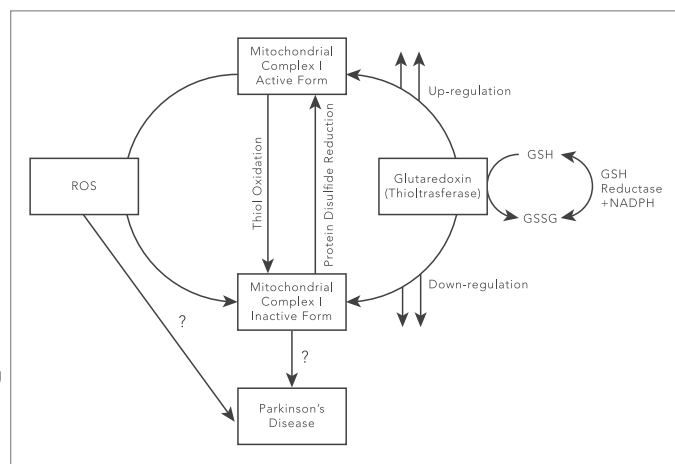 Mitochondrial
Complex I
Active Form
Up-regulation
ROS
Thiol Oxidation
Protein Disulfide Reduction
Glutaredoxin
(Thioltrasferase)
GSH
GSSG
GSH
Reductase
+NADPH
Mitochondrial
Complex I
Inactive Form
Down-regulation
?
?
Parkinson's
Disease